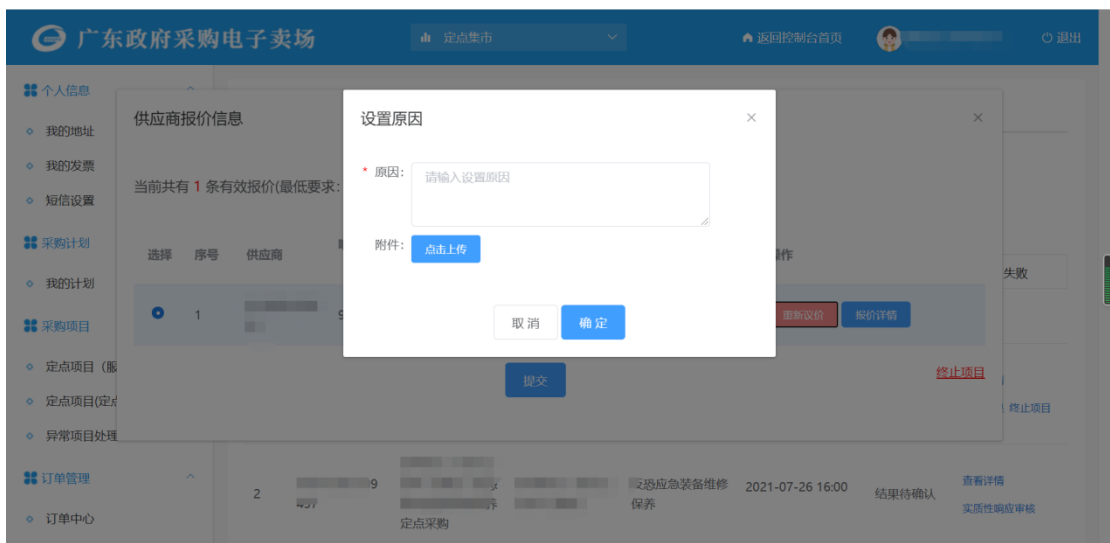 广东政府采购电子卖场
定点集市
返回控制台首页
退出
个人信息
我的地址
我的发票
短信设置
采购计划
我的计划
采购项目
定点项目（服
定点项目(定点
异常项目处理
订单管理
订单中心
供应商报价信息
当前共有 1 条有效报价(最低要求:
选择 序号 供应商
1
重新议价 报价详情
提交
终止项目
设置原因
* 原因:
请输入设置原因
附件:
点击上传
取消 确定
失败
终止项目
2
9
定点采购
反恐应急装备维修
保养
2021-07-26 16:00
结果待确认
查看详情
实质性响应审核